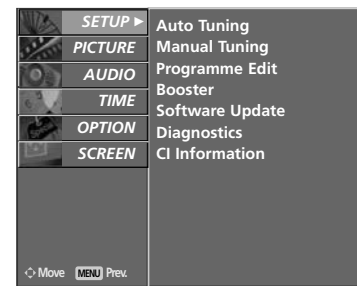 SETUP ►
PICTURE
AUDIO
TIME
OPTION
SCREEN
Auto Tuning
Manual Tuning
Programme Edit
Booster
Software Update
Diagnostics
CI Information
Move MENU Prev.